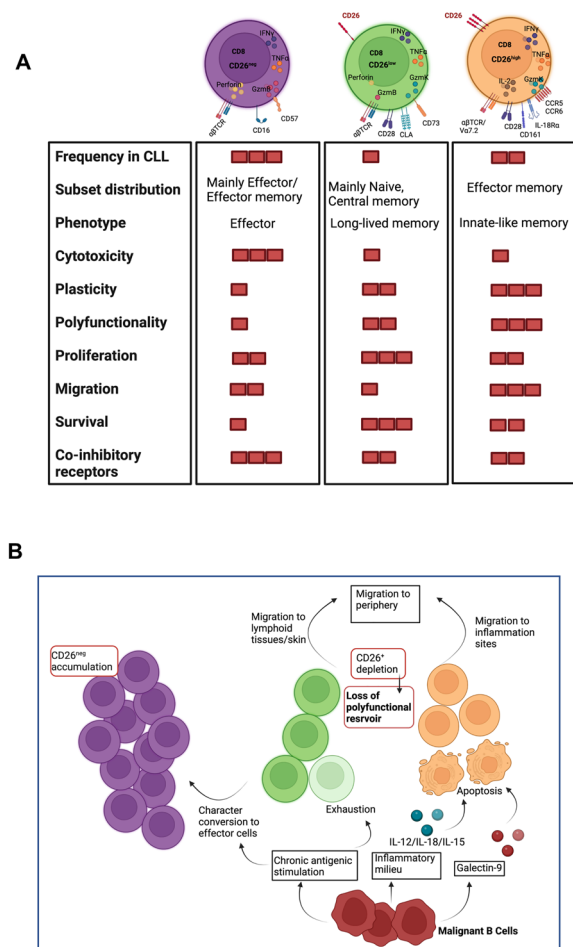 A
CD26
CD26
IFNγ
CD8
CD26neg
TNFα
Perforin
GzmB
αβTCR
CD16
CD57
IFNγ
CD8
CD26low
TNFα
Perforin
GzmK
GzmB
αβTCR
CD28
CLA
CD73
IFNγ
CD8
CD26high
TNFα
IL-2
GzmK
αβTCR/
Vα7.2
CD28
CD161
IL-18Rα
CCR5
CCR6
Frequency in CLL
Subset distribution
Mainly Effector/
Effector memory
Mainly Naive,
Central memory
Effector memory
Phenotype
Effector
Long-lived memory
Innate-like memory
Cytotoxicity
Plasticity
Polyfunctionality
Proliferation
Migration
Survival
Co-inhibitory
receptors
B
Migration to
periphery
Migration to
lymphoid
tissues/skin
Migration to
inflammation
sites
CD26neg
accumulation
CD26+
depletion
Loss of
polyfunctional
resrvoir
Apoptosis
Exhaustion
Character
conversion to
effector cells
IL-12/IL-18/IL-15
Chronic antigenic
stimulation
Inflammatory
milieu
Galectin-9
Malignant B Cells